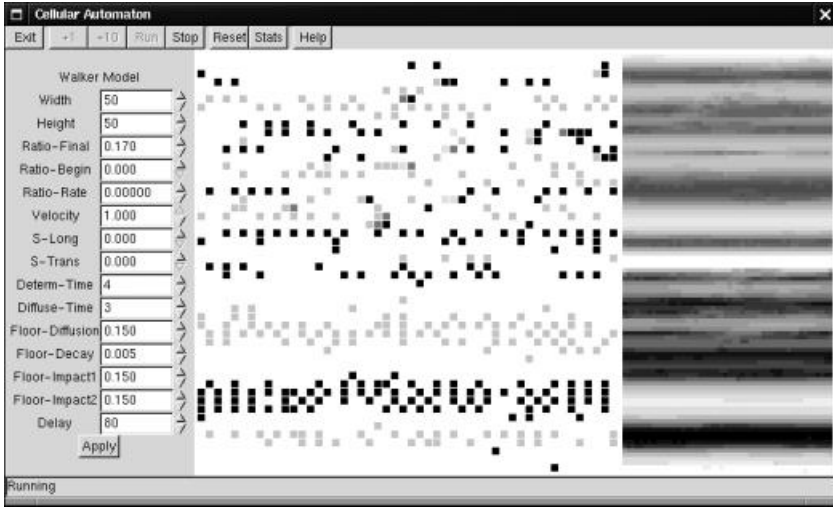 Cellular Automaton
Exit +1 +10 Run Stop Reset Stats Help
Walker Model
Width 50
Height 50
Ratio-Final 0.170
Ratio-Begin 0.000
Ratio-Rate 0.00000
Velocity 1.000
S-Long 0.000
S-Trans 0.000
Determ-Time 4
Diffuse-Time 3
Floor-Diffusion 0.150
Floor-Decay 0.005
Floor-Impact1 0.150
Floor-Impact2 0.150
Delay 80
Apply
Running